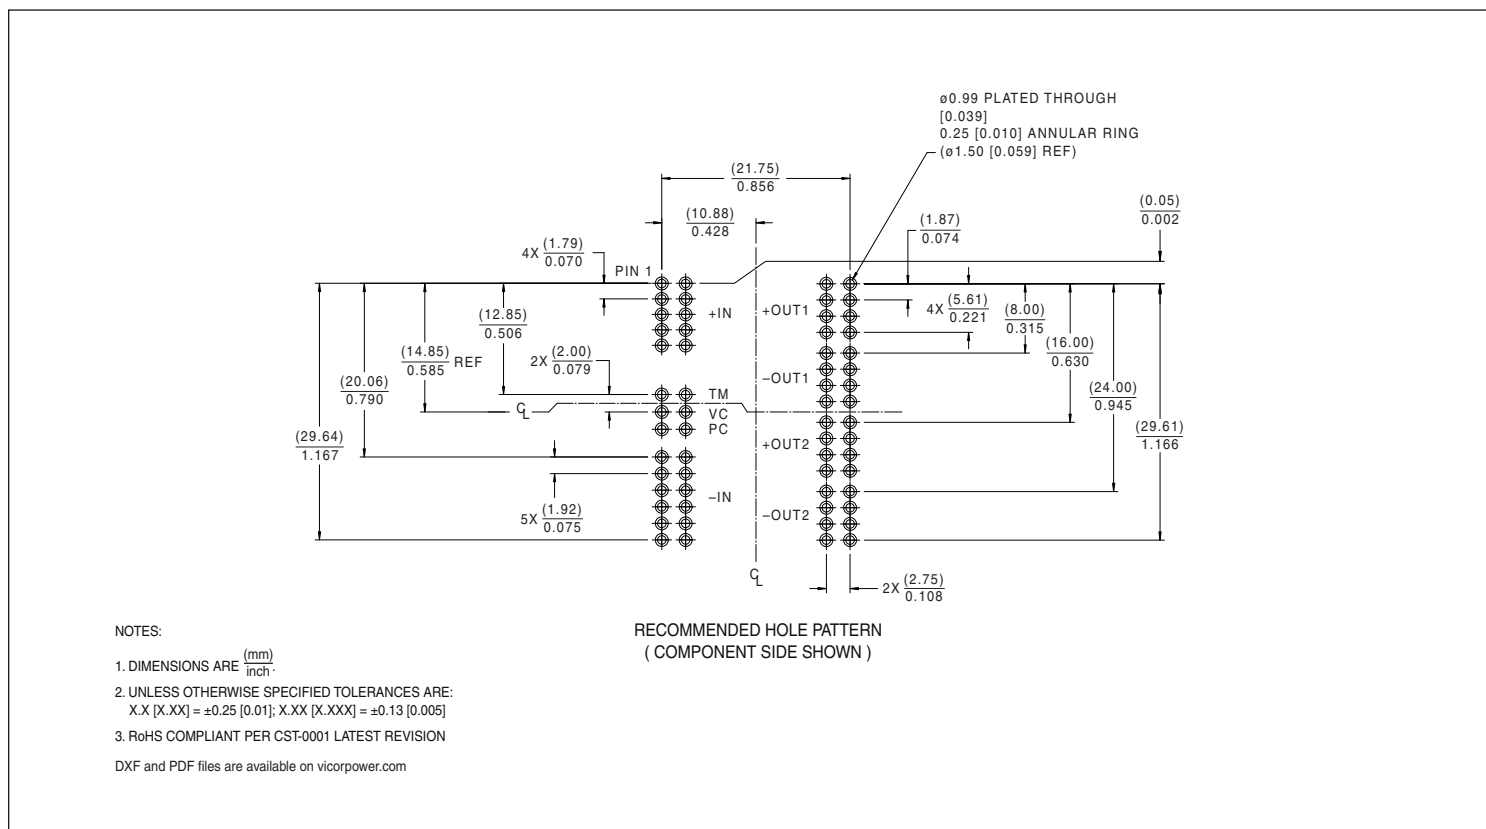 ø0.99 PLATED THROUGH
[0.039]
0.25 [0.010] ANNULAR RING
(ø1.50 [0.059] REF)
(21.75)
0.856
(10.88)
0.428
(0.05)
0.002
(1.87)
0.074
4X (1.79)
0.070
PIN 1
+IN
+OUT1
4X (5.61)
0.221
(8.00)
0.315
(12.85)
0.506
(14.85)
0.585 REF
2X (2.00)
0.079
(16.00)
0.630
(20.06)
0.790
–OUT1
TM
(24.00)
0.945
CL
VC
PC
(29.64)
1.167
+OUT2
(29.61)
1.166
–IN
5X (1.92)
0.075
–OUT2
CL
2X (2.75)
0.108
RECOMMENDED HOLE PATTERN
( COMPONENT SIDE SHOWN )
NOTES:
1. DIMENSIONS ARE (mm)
inch.
2. UNLESS OTHERWISE SPECIFIED TOLERANCES ARE:
X.X [X.XX] = ±0.25 [0.01]; X.XX [X.XXX] = ±0.13 [0.005]
3. RoHS COMPLIANT PER CST-0001 LATEST REVISION
DXF and PDF files are available on vicorpower.com